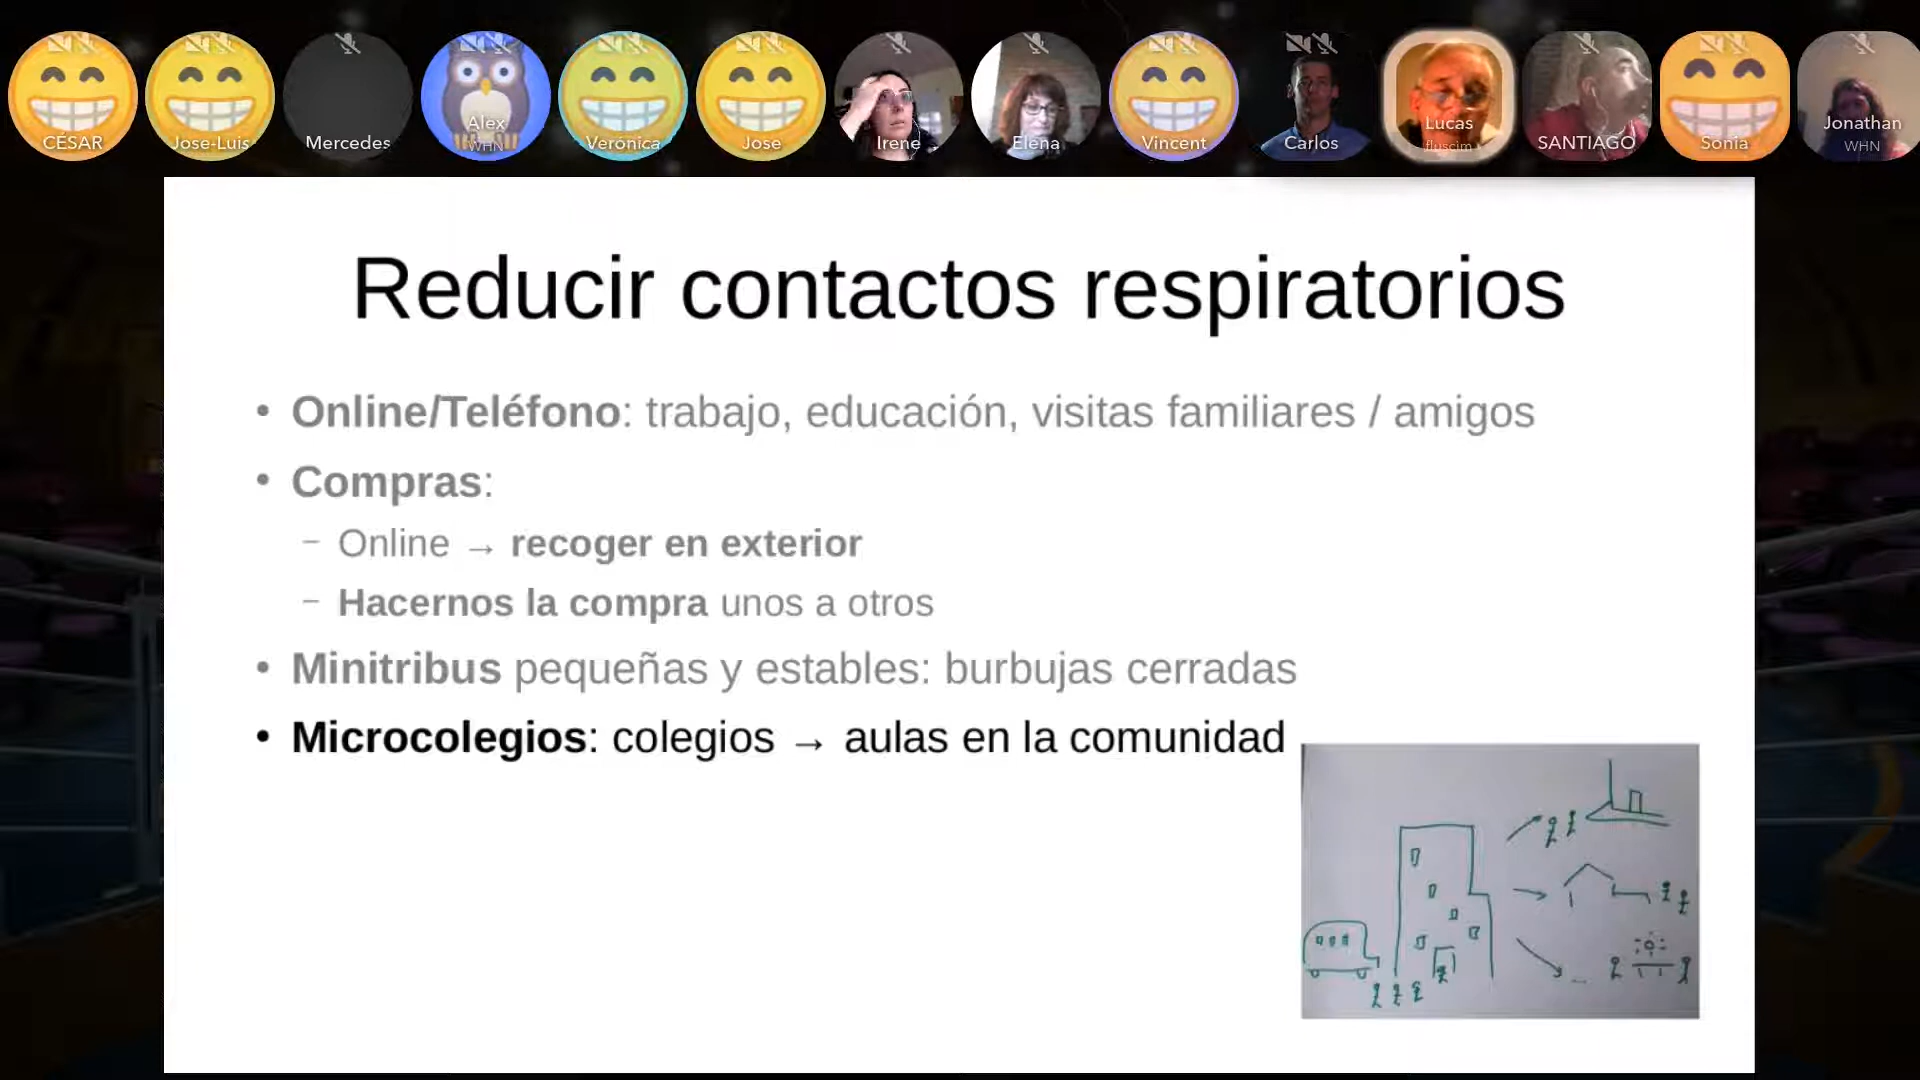 CÉSAR
Jose-Luis
Mercedes
Alex
WHN
Verónica
Jose
Irene
Elena
Vincent
Carlos
Lucas
fluscim
SANTIAGO
Sonia
Jonathan
WHN
Reducir contactos respiratorios
• Online/Teléfono: trabajo, educación, visitas familiares / amigos
• Compras:
– Online → recoger en exterior
– Hacernos la compra unos a otros
• Minitribus pequeñas y estables: burbujas cerradas
• Microcolegios: colegios → aulas en la comunidad